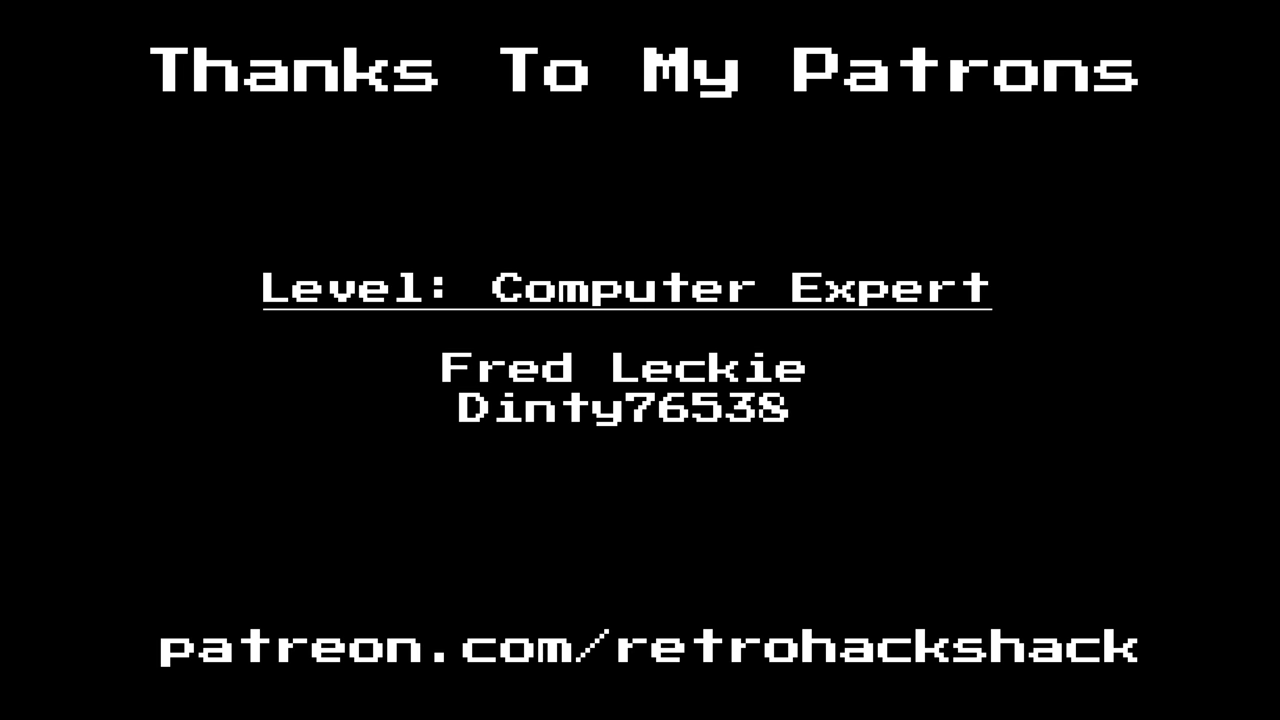 Thanks To My Patrons
Level: Computer Expert
Fred Leckie
Dinty76538
patreon.com/retrohackshack